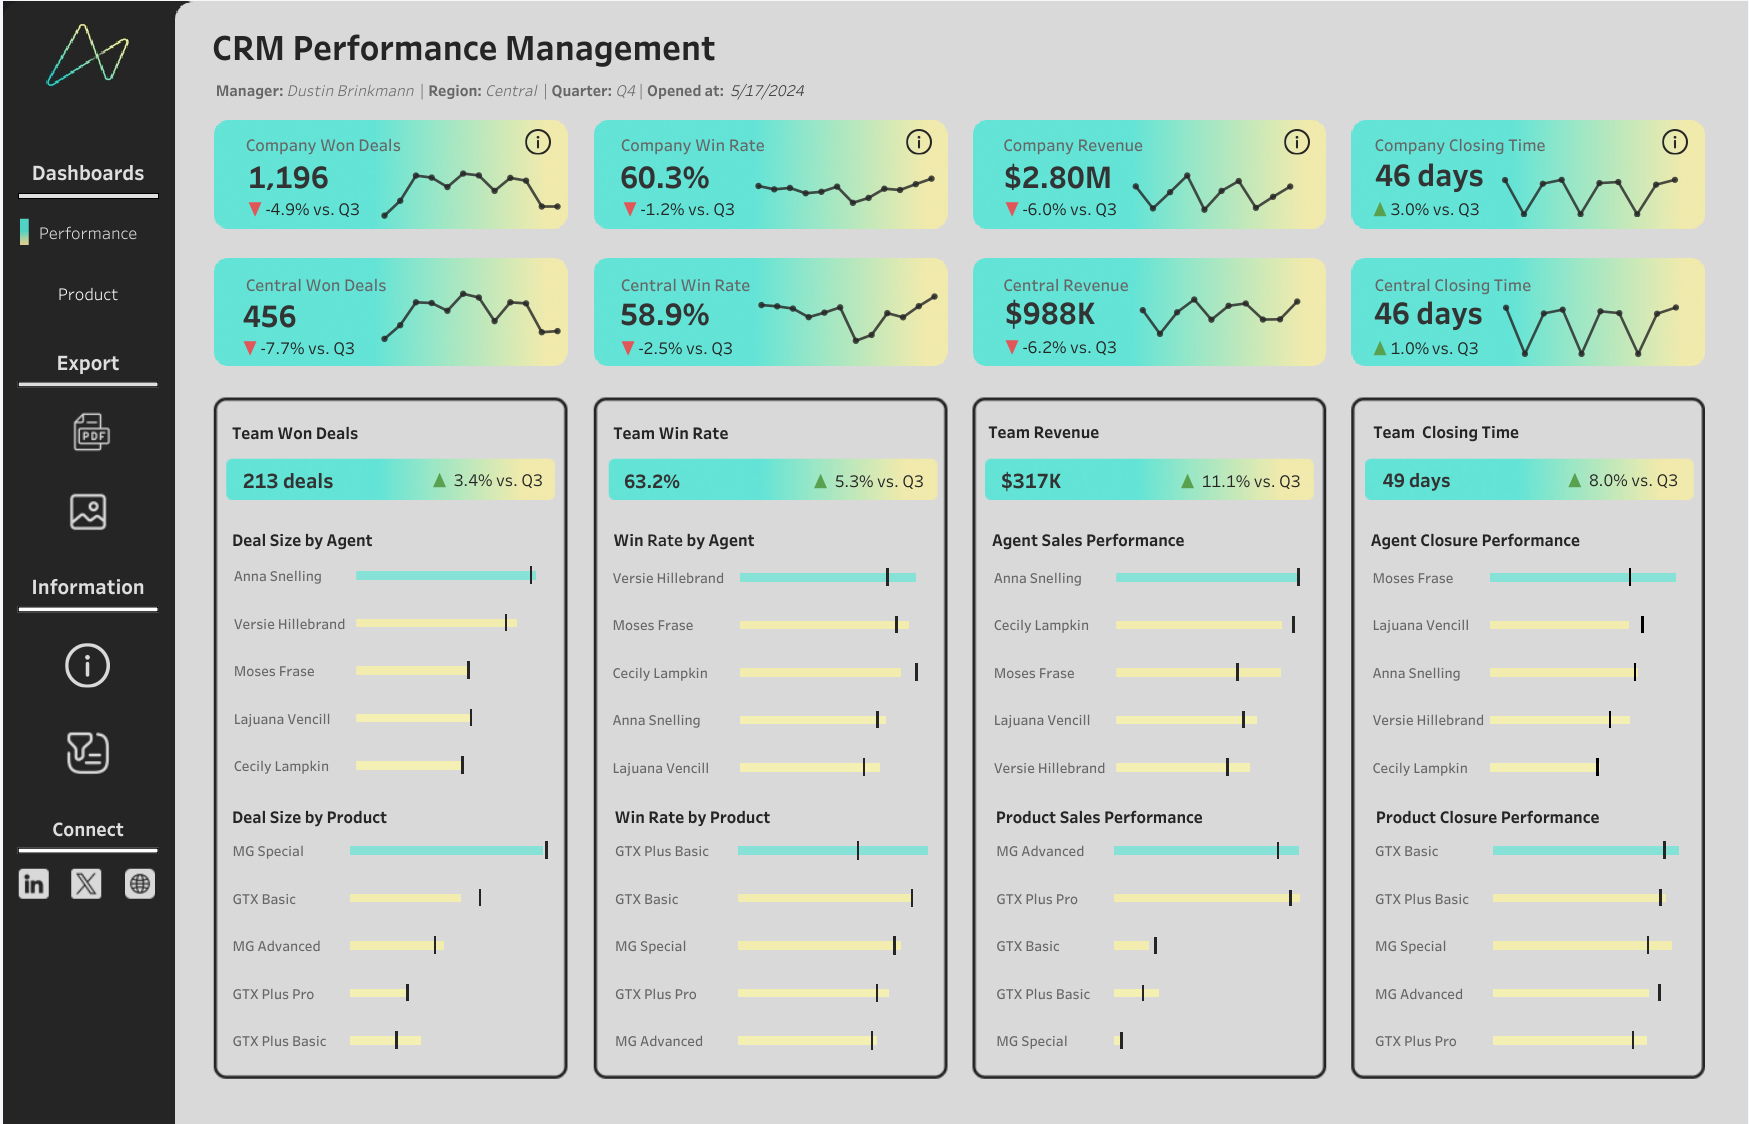 CRM Performance Management
Manager: Dustin Brinkmann | Region: Central | Quarter: Q4 | Opened at: 5/17/2024
Dashboards
Performance
Product
Export
PDF
Information
Connect
in
X
Company Won Deals
1,196
-4.9% vs. Q3
Company Win Rate
60.3%
-1.2% vs. Q3
Company Revenue
$2.80M
-6.0% vs. Q3
Company Closing Time
46 days
3.0% vs. Q3
Central Won Deals
456
-7.7% vs. Q3
Central Win Rate
58.9%
-2.5% vs. Q3
Central Revenue
$988K
-6.2% vs. Q3
Central Closing Time
46 days
1.0% vs. Q3
Team Won Deals
213 deals
3.4% vs. Q3
Deal Size by Agent
Anna Snelling
Versie Hillebrand
Moses Frase
Lajuana Vencill
Cecily Lampkin
Deal Size by Product
MG Special
GTX Basic
MG Advanced
GTX Plus Pro
GTX Plus Basic
Team Win Rate
63.2%
5.3% vs. Q3
Win Rate by Agent
Versie Hillebrand
Moses Frase
Cecily Lampkin
Anna Snelling
Lajuana Vencill
Win Rate by Product
GTX Plus Basic
GTX Basic
MG Special
GTX Plus Pro
MG Advanced
Team Revenue
$317K
11.1% vs. Q3
Agent Sales Performance
Anna Snelling
Cecily Lampkin
Moses Frase
Lajuana Vencill
Versie Hillebrand
Product Sales Performance
MG Advanced
GTX Plus Pro
GTX Basic
GTX Plus Basic
MG Special
Team Closing Time
49 days
8.0% vs. Q3
Agent Closure Performance
Moses Frase
Lajuana Vencill
Anna Snelling
Versie Hillebrand
Cecily Lampkin
Product Closure Performance
GTX Basic
GTX Plus Basic
MG Special
MG Advanced
GTX Plus Pro